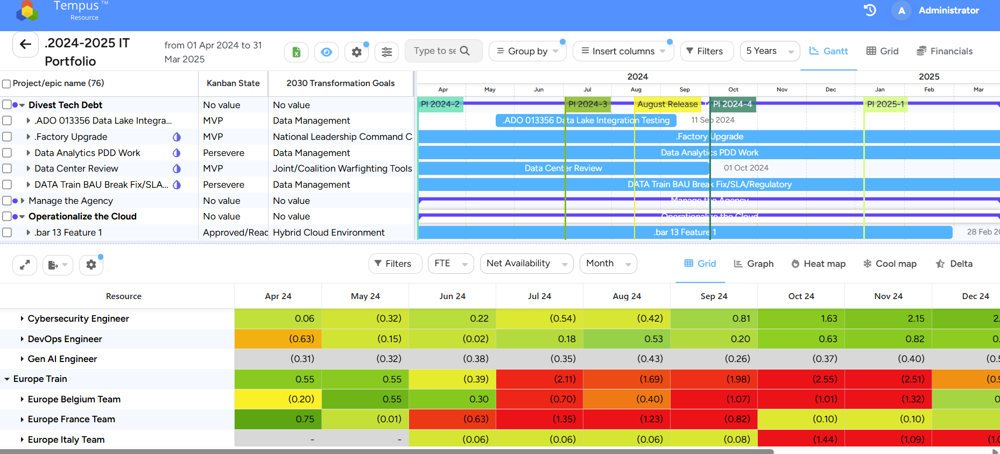 Tempus ™
Resource
A Administrator
.2024-2025 IT Portfolio
from 01 Apr 2024 to 31 Mar 2025
Type to se
Group by
Insert columns
Filters
5 Years
Gantt
Grid
Financials
Project/epic name (76) Kanban State 2030 Transformation Goals
2024 2025
Apr May Jun Jul Aug Sep Oct Nov Dec Jan Feb Mar
Divest Tech Debt No value No value PI 2024-2 PI 2024-3 August Release PI 2024-4 PI 2025-1
.ADO 013356 Data Lake Integra... MVP Data Management .ADO 013356 Data Lake Integration Testing 11 Sep 2024
.Factory Upgrade MVP National Leadership Command C .Factory Upgrade
Data Analytics PDD Work Persevere Data Management Data Analytics PDD Work
Data Center Review MVP Joint/Coalition Warfighting Tools Data Center Review 01 Oct 2024
DATA Train BAU Break Fix/SLA... Persevere Data Management DATA Train BAU Break Fix/SLA/Regulatory
Manage the Agency No value No value Manage the Agency
Operationalize the Cloud No value No value Operationalize the Cloud
.bar 13 Feature 1 Approved/Reac Hybrid Cloud Environment .bar 13 Feature 1 28 Feb 20
Filters FTE Net Availability Month Grid Graph Heat map Cool map Delta
Resource Apr 24 May 24 Jun 24 Jul 24 Aug 24 Sep 24 Oct 24 Nov 24 Dec 24
Cybersecurity Engineer 0.06 (0.32) 0.22 (0.54) (0.42) 0.81 1.63 2.15 2.
DevOps Engineer (0.63) (0.15) (0.02) 0.18 0.53 0.20 0.63 0.82 0.
Gen AI Engineer (0.31) (0.32) (0.38) (0.35) (0.43) (0.26) (0.37) (0.40) (0.5
Europe Train 0.55 0.55 (0.39) (2.11) (1.69) (1.98) (2.55) (2.51) (0.9
Europe Belgium Team (0.20) 0.55 0.30 (0.70) (0.40) (1.07) (1.01) (1.32) 0
Europe France Team 0.75 (0.01) (0.63) (1.35) (1.23) (0.82) (0.10) (0.10)
Europe Italy Team - - (0.06) (0.06) (0.06) (0.08) (1.44) (1.09) (1.0